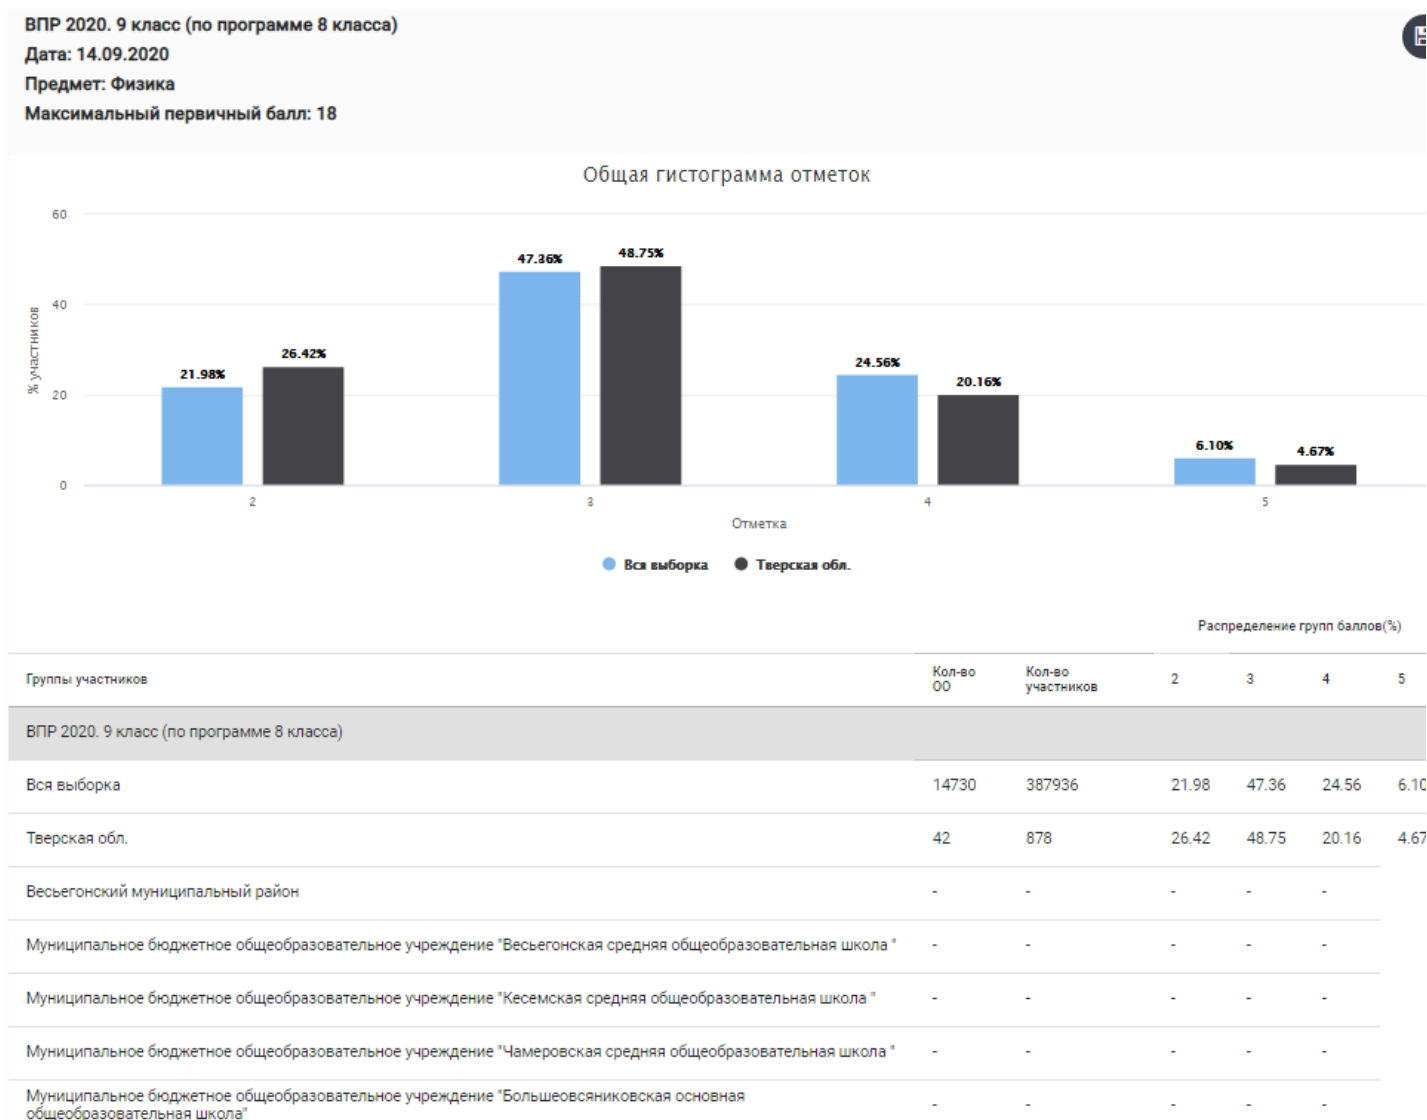 ВПР 2020. 9 класс (по программе 8 класса)
Дата: 14.09.2020
Предмет: Физика
Максимальный первичный балл: 18
Общая гистограмма отметок
60
40
20
0
% участников
21.98%
26.42%
47.36%
48.75%
24.56%
20.16%
6.10%
4.67%
2
3
4
5
Отметка
Вся выборка
Тверская обл.
Распределение групп баллов(%)
Группы участников Кол-во ОО Кол-во участников 2 3 4 5
ВПР 2020. 9 класс (по программе 8 класса)
Вся выборка 14730 387936 21.98 47.36 24.56 6.10
Тверская обл. 42 878 26.42 48.75 20.16 4.67
Весьегонский муниципальный район - - - - -
Муниципальное бюджетное общеобразовательное учреждение "Весьегонская средняя общеобразовательная школа " - - - - -
Муниципальное бюджетное общеобразовательное учреждение "Кесемская средняя общеобразовательная школа " - - - - -
Муниципальное бюджетное общеобразовательное учреждение "Чамеровская средняя общеобразовательная школа " - - - - -
Муниципальное бюджетное общеобразовательное учреждение "Большеовсяниковская основная
общеобразовательная школа" - - - - -